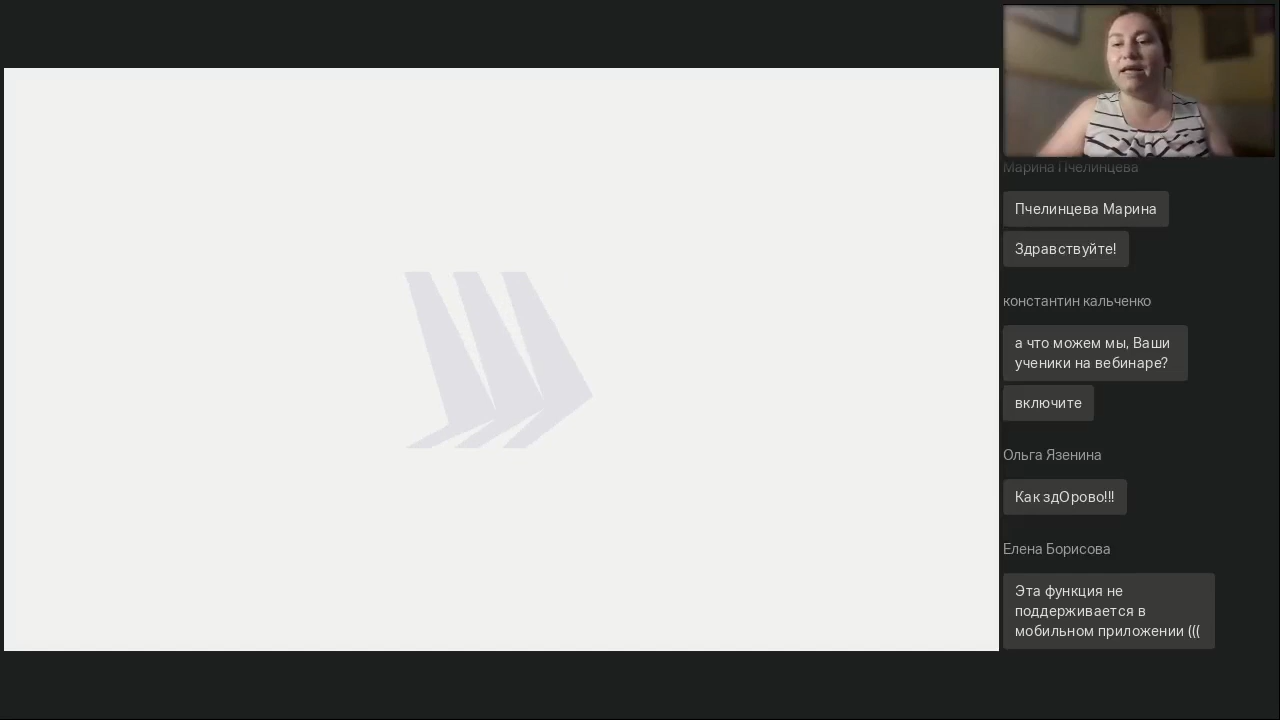 Марина Пчелинцева
Пчелинцева Марина
Здравствуйте!
константин кальченко
а что можем мы, Ваши
ученики на вебинаре?
включите
Ольга Язенина
Как здОрово!!!
Елена Борисова
Эта функция не
поддерживается в
мобильном приложении (((